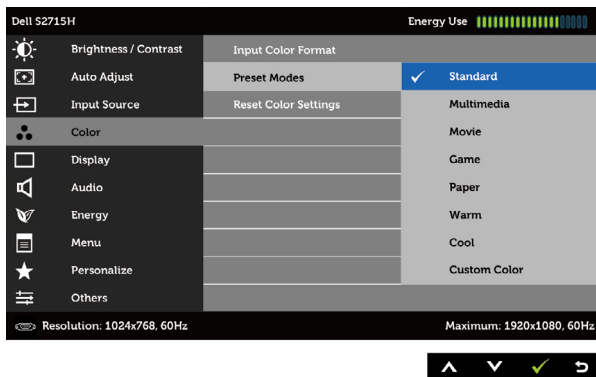 Dell S2715H Energy Use
Brightness / Contrast Input Color Format
Auto Adjust Preset Modes Standard
Input Source Reset Color Settings Multimedia
Color Movie
Display Game
Audio Paper
Energy Warm
Menu Cool
Personalize Custom Color
Others
Resolution: 1024x768, 60Hz Maximum: 1920x1080, 60Hz